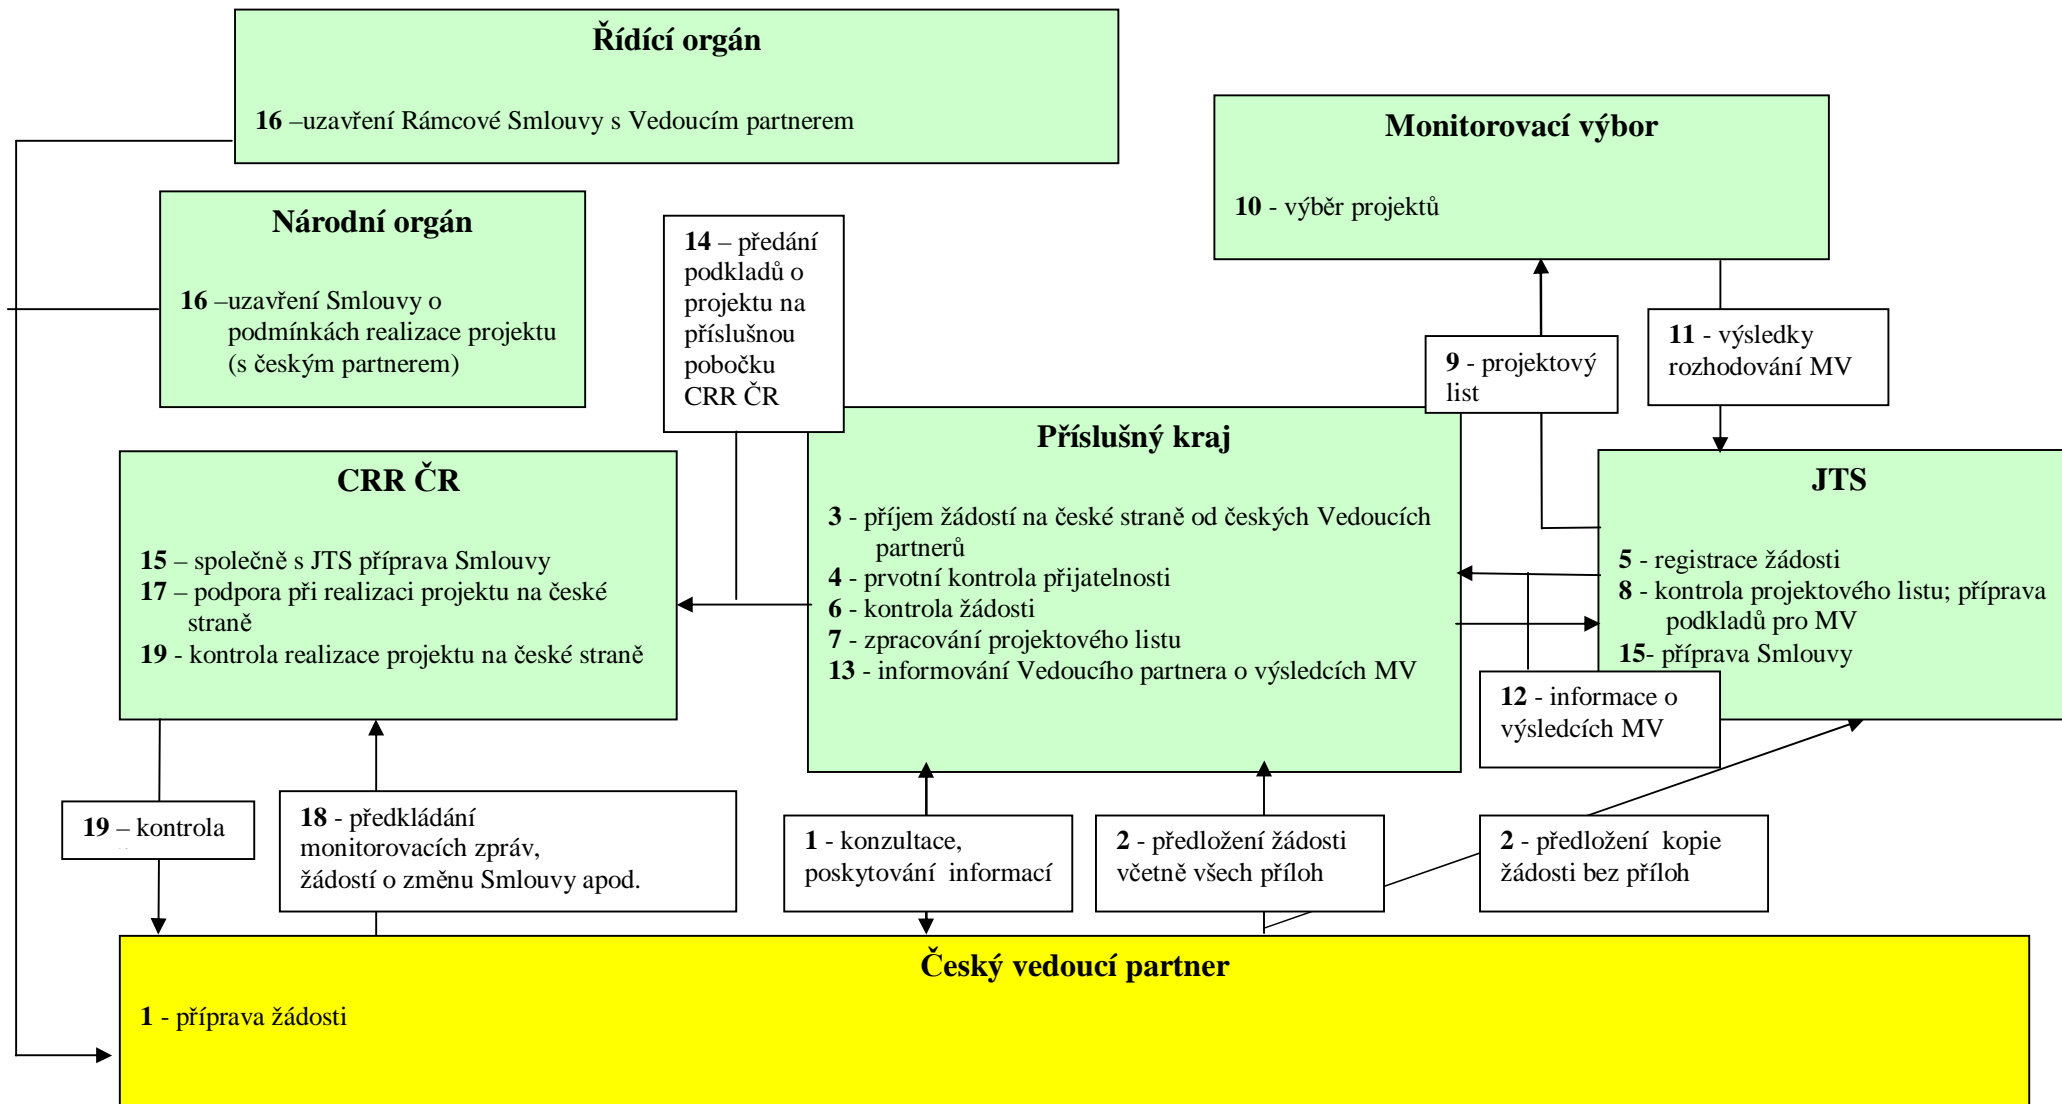 Řídící orgán
16 –uzavření Rámcové Smlouvy s Vedoucím partnerem
Monitorovací výbor
10 - výběr projektů
Národní orgán
16 –uzavření Smlouvy o
podmínkách realizace projektu
(s českým partnerem)
14 – předání
podkladů o
projektu na
příslušnou
pobočku
CRR ČR
9 - projektový
list
11 - výsledky
rozhodování MV
CRR ČR
15 – společně s JTS příprava Smlouvy
17 – podpora při realizaci projektu na české
straně
19 - kontrola realizace projektu na české straně
Příslušný kraj
3 - příjem žádostí na české straně od českých Vedoucích
partnerů
4 - prvotní kontrola přijatelnosti
6 - kontrola žádosti
7 - zpracování projektového listu
13 - informování Vedoucího partnera o výsledcích MV
JTS
5 - registrace žádosti
8 - kontrola projektového listu; příprava
podkladů pro MV
15- příprava Smlouvy
12 - informace o
výsledcích MV
19 – kontrola
18 - předkládání
monitorovacích zpráv,
žádostí o změnu Smlouvy apod.
1 - konzultace,
poskytování informací
2 - předložení žádosti
včetně všech příloh
2 - předložení kopie
žádosti bez příloh
Český vedoucí partner
1 - příprava žádosti